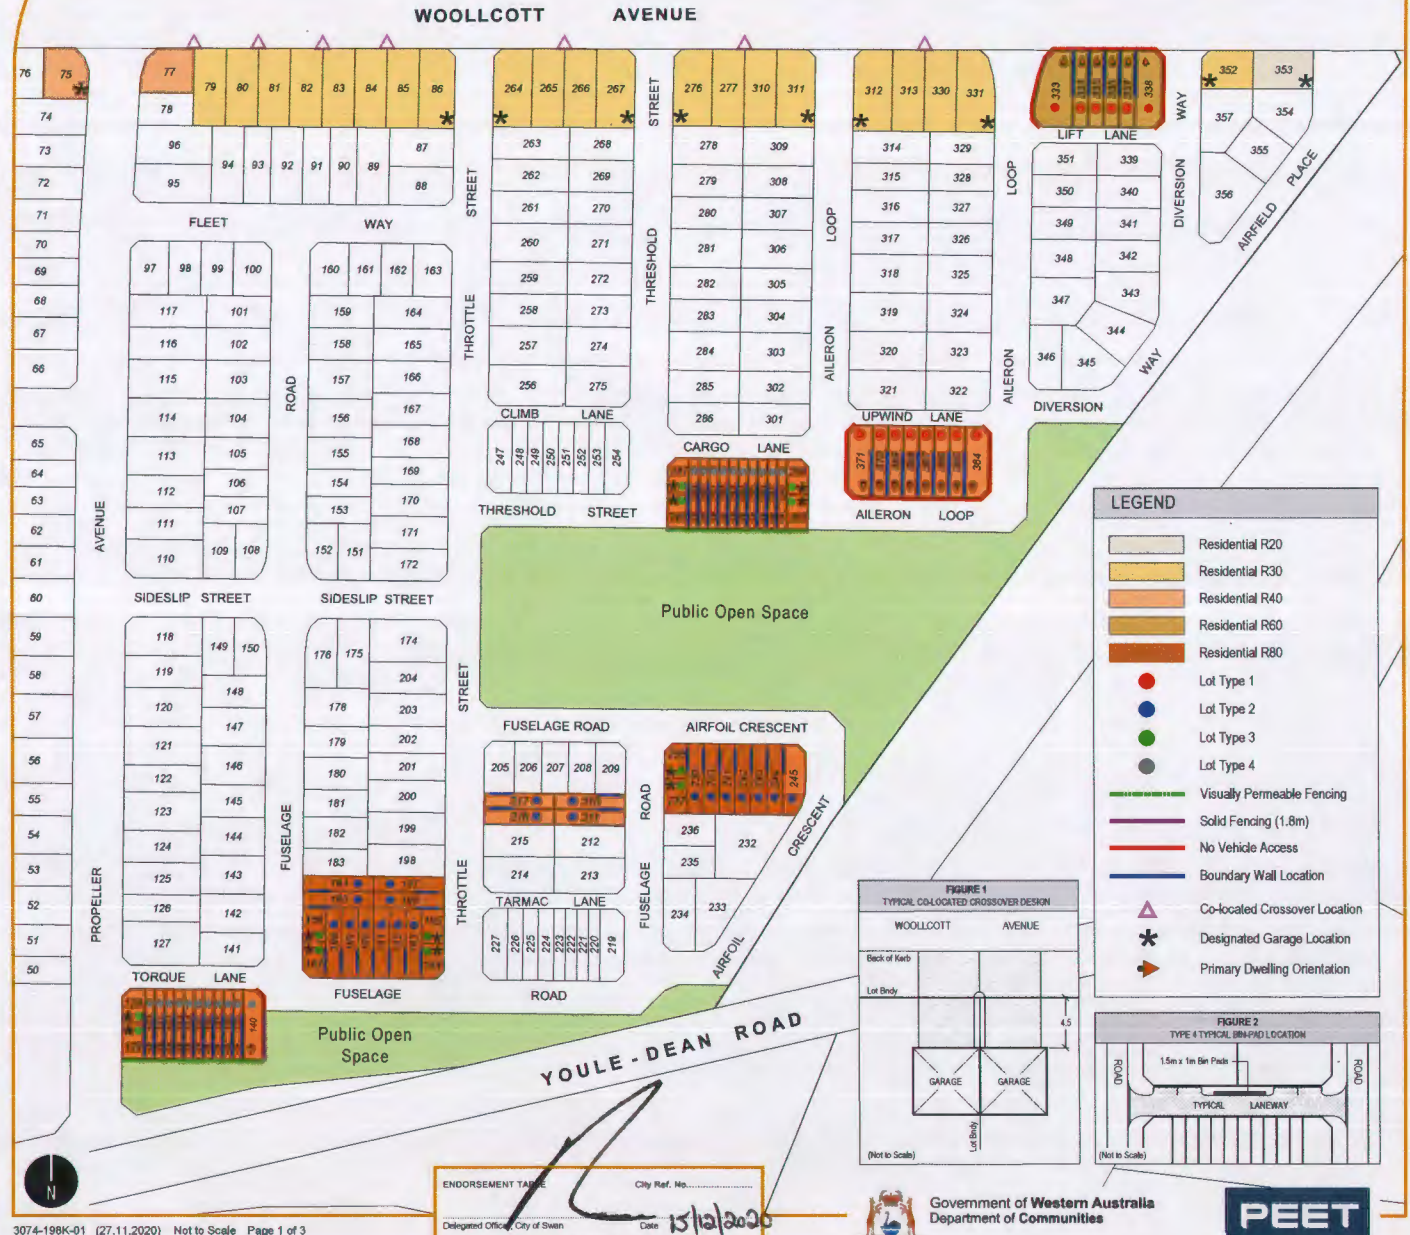 WOOLLCOTT AVENUE
76 75 77 79 80 81 82 83 84 85 86 264 265 266 267 276 277 310 311 312 313 330 331 333 338 352 353
74 78 357 354
73 96 94 93 92 91 90 89 87 263 268 278 309 314 329 351 339 355
72 95 88 262 269 279 308 315 328 350 340 356
71 261 270 280 307 316 327 349 341
70 260 271 281 306 317 326 348 342
69 97 98 99 100 160 161 162 163 259 272 282 305 318 325 347 343
68 117 101 159 164 258 273 283 304 319 324 344
67 116 102 158 165 257 274 284 303 320 323 346 345
66 115 103 157 166 256 275 285 302 321 322
114 104 156 167 286 301
65 113 105 155 168 247 248 249 250 251 252 253 254 371 364
64 112 106 154 169
63 111 107 153 170
62 110 109 108 152 151 171
61 172
60
59 118 149 150 176 175 174
58 119 148 204
57 120 147 178 203
56 121 146 179 202 205 206 207 208 209 245
122 180 201
55 123 145 181 200
54 124 144 182 199 215 212 236 232
53 125 143 183 198 214 213 235
52 126 142 234 233
51 127 141 227 226 225 224 223 222 221 220 219
50
140
FLEET WAY
LIFT LANE
STREET
STREET
THRESHOLD
THROTTLE
LOOP
AILERON
LOOP
AILERON
WAY
DIVERSION
AIRFIELD PLACE
WAY
DIVERSION
ROAD
CLIMB LANE
UPWIND LANE
CARGO LANE
THRESHOLD STREET
AILERON LOOP
AVENUE
SIDESLIP STREET
SIDESLIP STREET
Public Open Space
STREET
FUSELAGE ROAD
AIRFOIL CRESCENT
ROAD
FUSELAGE
FUSELAGE
THROTTLE
PROPELLER
CRESCENT
AIRFOIL
TARMAC LANE
TORQUE LANE
FUSELAGE ROAD
Public Open
Space
YOULE-DEAN ROAD
LEGEND
Residential R20
Residential R30
Residential R40
Residential R60
Residential R80
Lot Type 1
Lot Type 2
Lot Type 3
Lot Type 4
Visually Permeable Fencing
Solid Fencing (1.8m)
No Vehicle Access
Boundary Wall Location
Co-located Crossover Location
Designated Garage Location
Primary Dwelling Orientation
FIGURE 1
TYPICAL CO-LOCATED CROSSOVER DESIGN
WOOLLCOTT AVENUE
Back of Kerb
Lot Bndy
4.5
GARAGE GARAGE
Lot Bndy
(Not to Scale)
FIGURE 2
TYPE 4 TYPICAL BIN-PAD LOCATION
ROAD
1.5m x 1m Bin Pads
ROAD
TYPICAL LANEWAY
(Not to Scale)
N
ENDORSEMENT TABLE
City Ref. No..................
Delegated Officer, City of Swan
Date 15/12/2020
3074-198K-01 (27.11.2020) Not to Scale Page 1 of 3
Government of Western Australia
Department of Communities
PEET